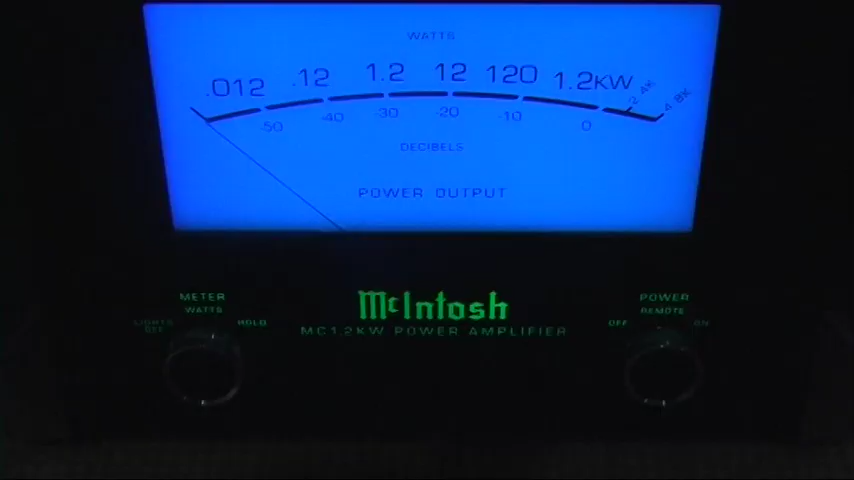 WATTS
.012 .12 1.2 12 120 1.2KW 2.4K 4.8K
-50 -40 -30 -20 -10 0
DECIBELS
POWER OUTPUT
METER
WATTS
LIGHTS OFF
HOLD
McIntosh
MC1.2KW POWER AMPLIFIER
POWER
REMOTE
OFF
ON